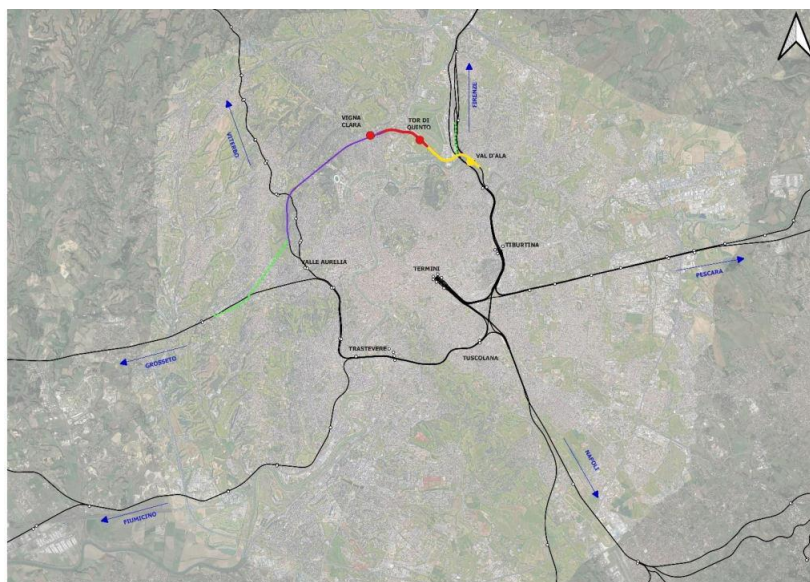 FIRENZE
VIGNA
CLARA
TOR DI
QUINTO
VITERBO
VAL D'ALA
TIBURTINA
VALLE AURELIA
TERMINI
PESCARA
TRASTEVERE
GROSSETO
TUSCOLANA
NAPOLI
FIUMICINO